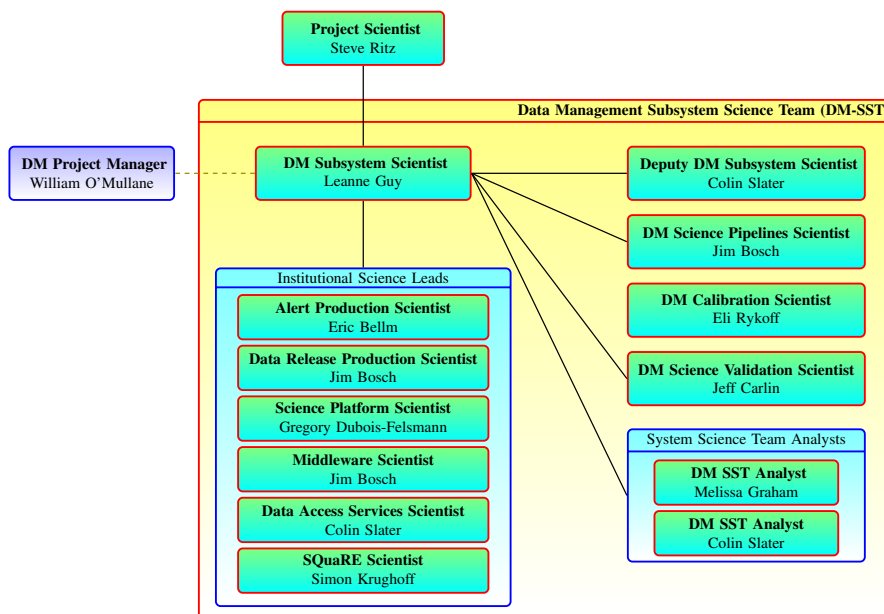 Project Scientist
Steve Ritz
Data Management Subsystem Science Team (DM-SST
DM Project Manager
William O'Mullane
DM Subsystem Scientist
Leanne Guy
Deputy DM Subsystem Scientist
Colin Slater
DM Science Pipelines Scientist
Jim Bosch
DM Calibration Scientist
Eli Rykoff
DM Science Validation Scientist
Jeff Carlin
Institutional Science Leads
Alert Production Scientist
Eric Bellm
Data Release Production Scientist
Jim Bosch
Science Platform Scientist
Gregory Dubois-Felsmann
Middleware Scientist
Jim Bosch
Data Access Services Scientist
Colin Slater
SQuaRE Scientist
Simon Krughoff
System Science Team Analysts
DM SST Analyst
Melissa Graham
DM SST Analyst
Colin Slater